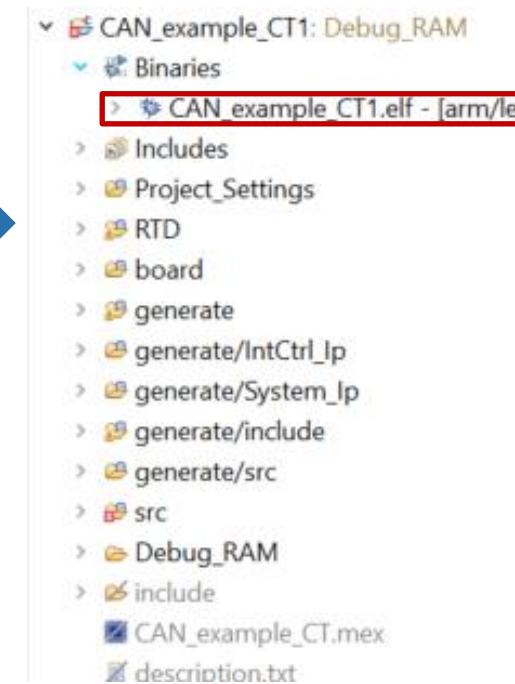 CAN_example_CT1: Debug_RAM
Binaries
CAN_example_CT1.elf - [arm/le
Includes
Project_Settings
RTD
board
generate
generate/IntCtrl_Ip
generate/System_Ip
generate/include
generate/src
src
Debug_RAM
include
CAN_example_CT.mex
description.txt